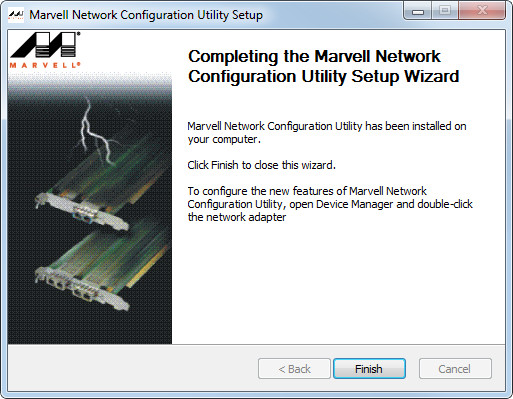 Marvell Network Configuration Utility Setup
MARVELL®
Completing the Marvell Network
Configuration Utility Setup Wizard
Marvell Network Configuration Utility has been installed on
your computer.
Click Finish to close this wizard.
To configure the new features of Marvell Network
Configuration Utility, open Device Manager and double-click
the network adapter
< Back
Finish
Cancel